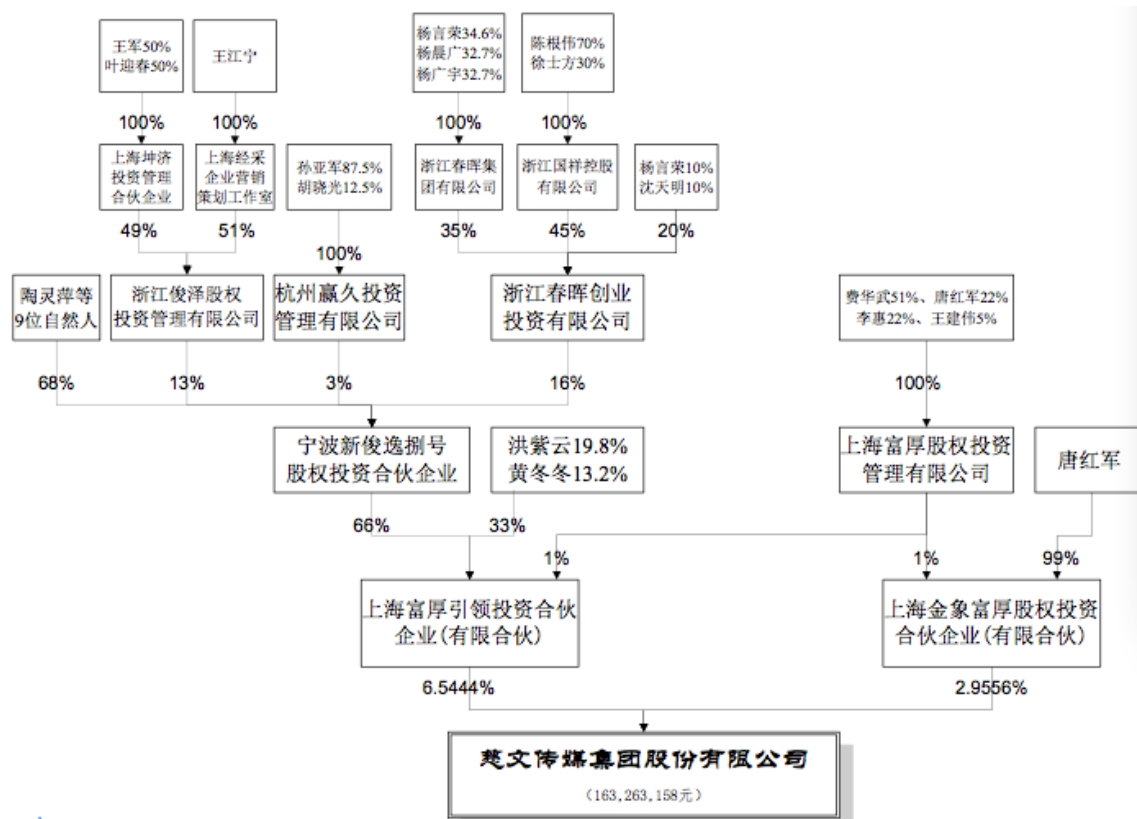 王军50%
叶迎春50%
王江宁
杨言荣34.6%
杨晨广32.7%
杨广宇32.7%
陈根伟70%
徐士方30%
100%
100%
100%
100%
上海坤济
投资管理
合伙企业
上海经采
企业营销
策划工作室
孙亚军87.5%
胡晓光12.5%
浙江春晖集
团有限公司
浙江国祥控股
有限公司
杨言荣10%
沈天明10%
49%
51%
35%
45%
20%
100%
陶灵萍等
9位自然人
浙江俊泽股权
投资管理有限公司
杭州赢久投资
管理有限公司
浙江春晖创业
投资有限公司
费华武51%、唐红军22%
李惠22%、王建伟5%
68%
13%
3%
16%
100%
宁波新俊逸捌号
股权投资合伙企业
洪紫云19.8%
黄冬冬13.2%
上海富厚股权投资
管理有限公司
唐红军
66%
33%
1%
1%
99%
上海富厚引领投资合伙
企业(有限合伙)
上海金象富厚股权投资
合伙企业(有限合伙)
6.5444%
2.9556%
慈文传媒集团股份有限公司
(163,263,158元)